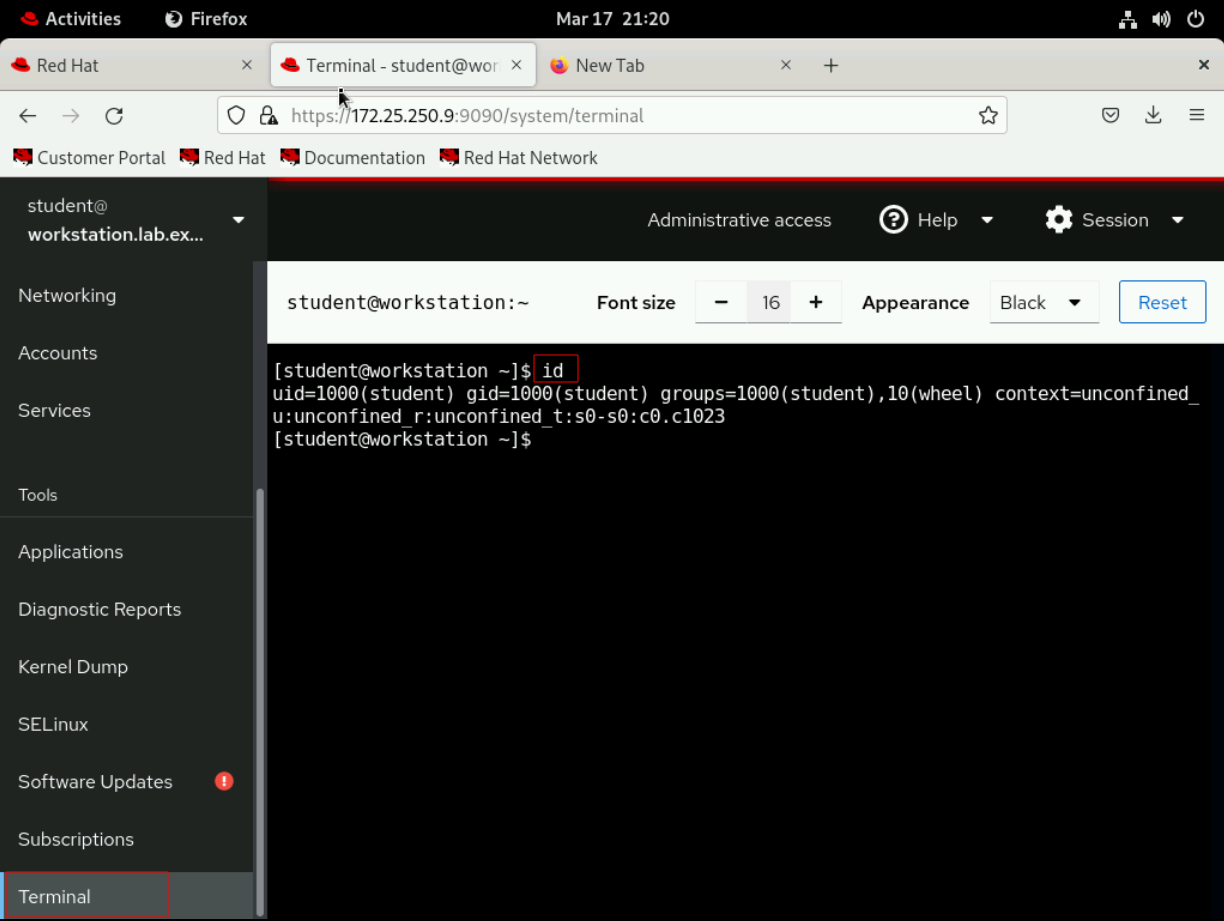 Activities Firefox Mar 17 21:20
Red Hat Terminal - student@wor New Tab
https://172.25.250.9:9090/system/terminal
Customer Portal Red Hat Documentation Red Hat Network
student@
workstation.lab.ex...
Administrative access Help Session
Networking
Accounts
Services
Tools
Applications
Diagnostic Reports
Kernel Dump
SELinux
Software Updates
Subscriptions
Terminal
student@workstation:~ Font size − 16 + Appearance Black Reset
[student@workstation ~]$ id
uid=1000(student) gid=1000(student) groups=1000(student),10(wheel) context=unconfined_
u:unconfined_r:unconfined_t:s0-s0:c0.c1023
[student@workstation ~]$